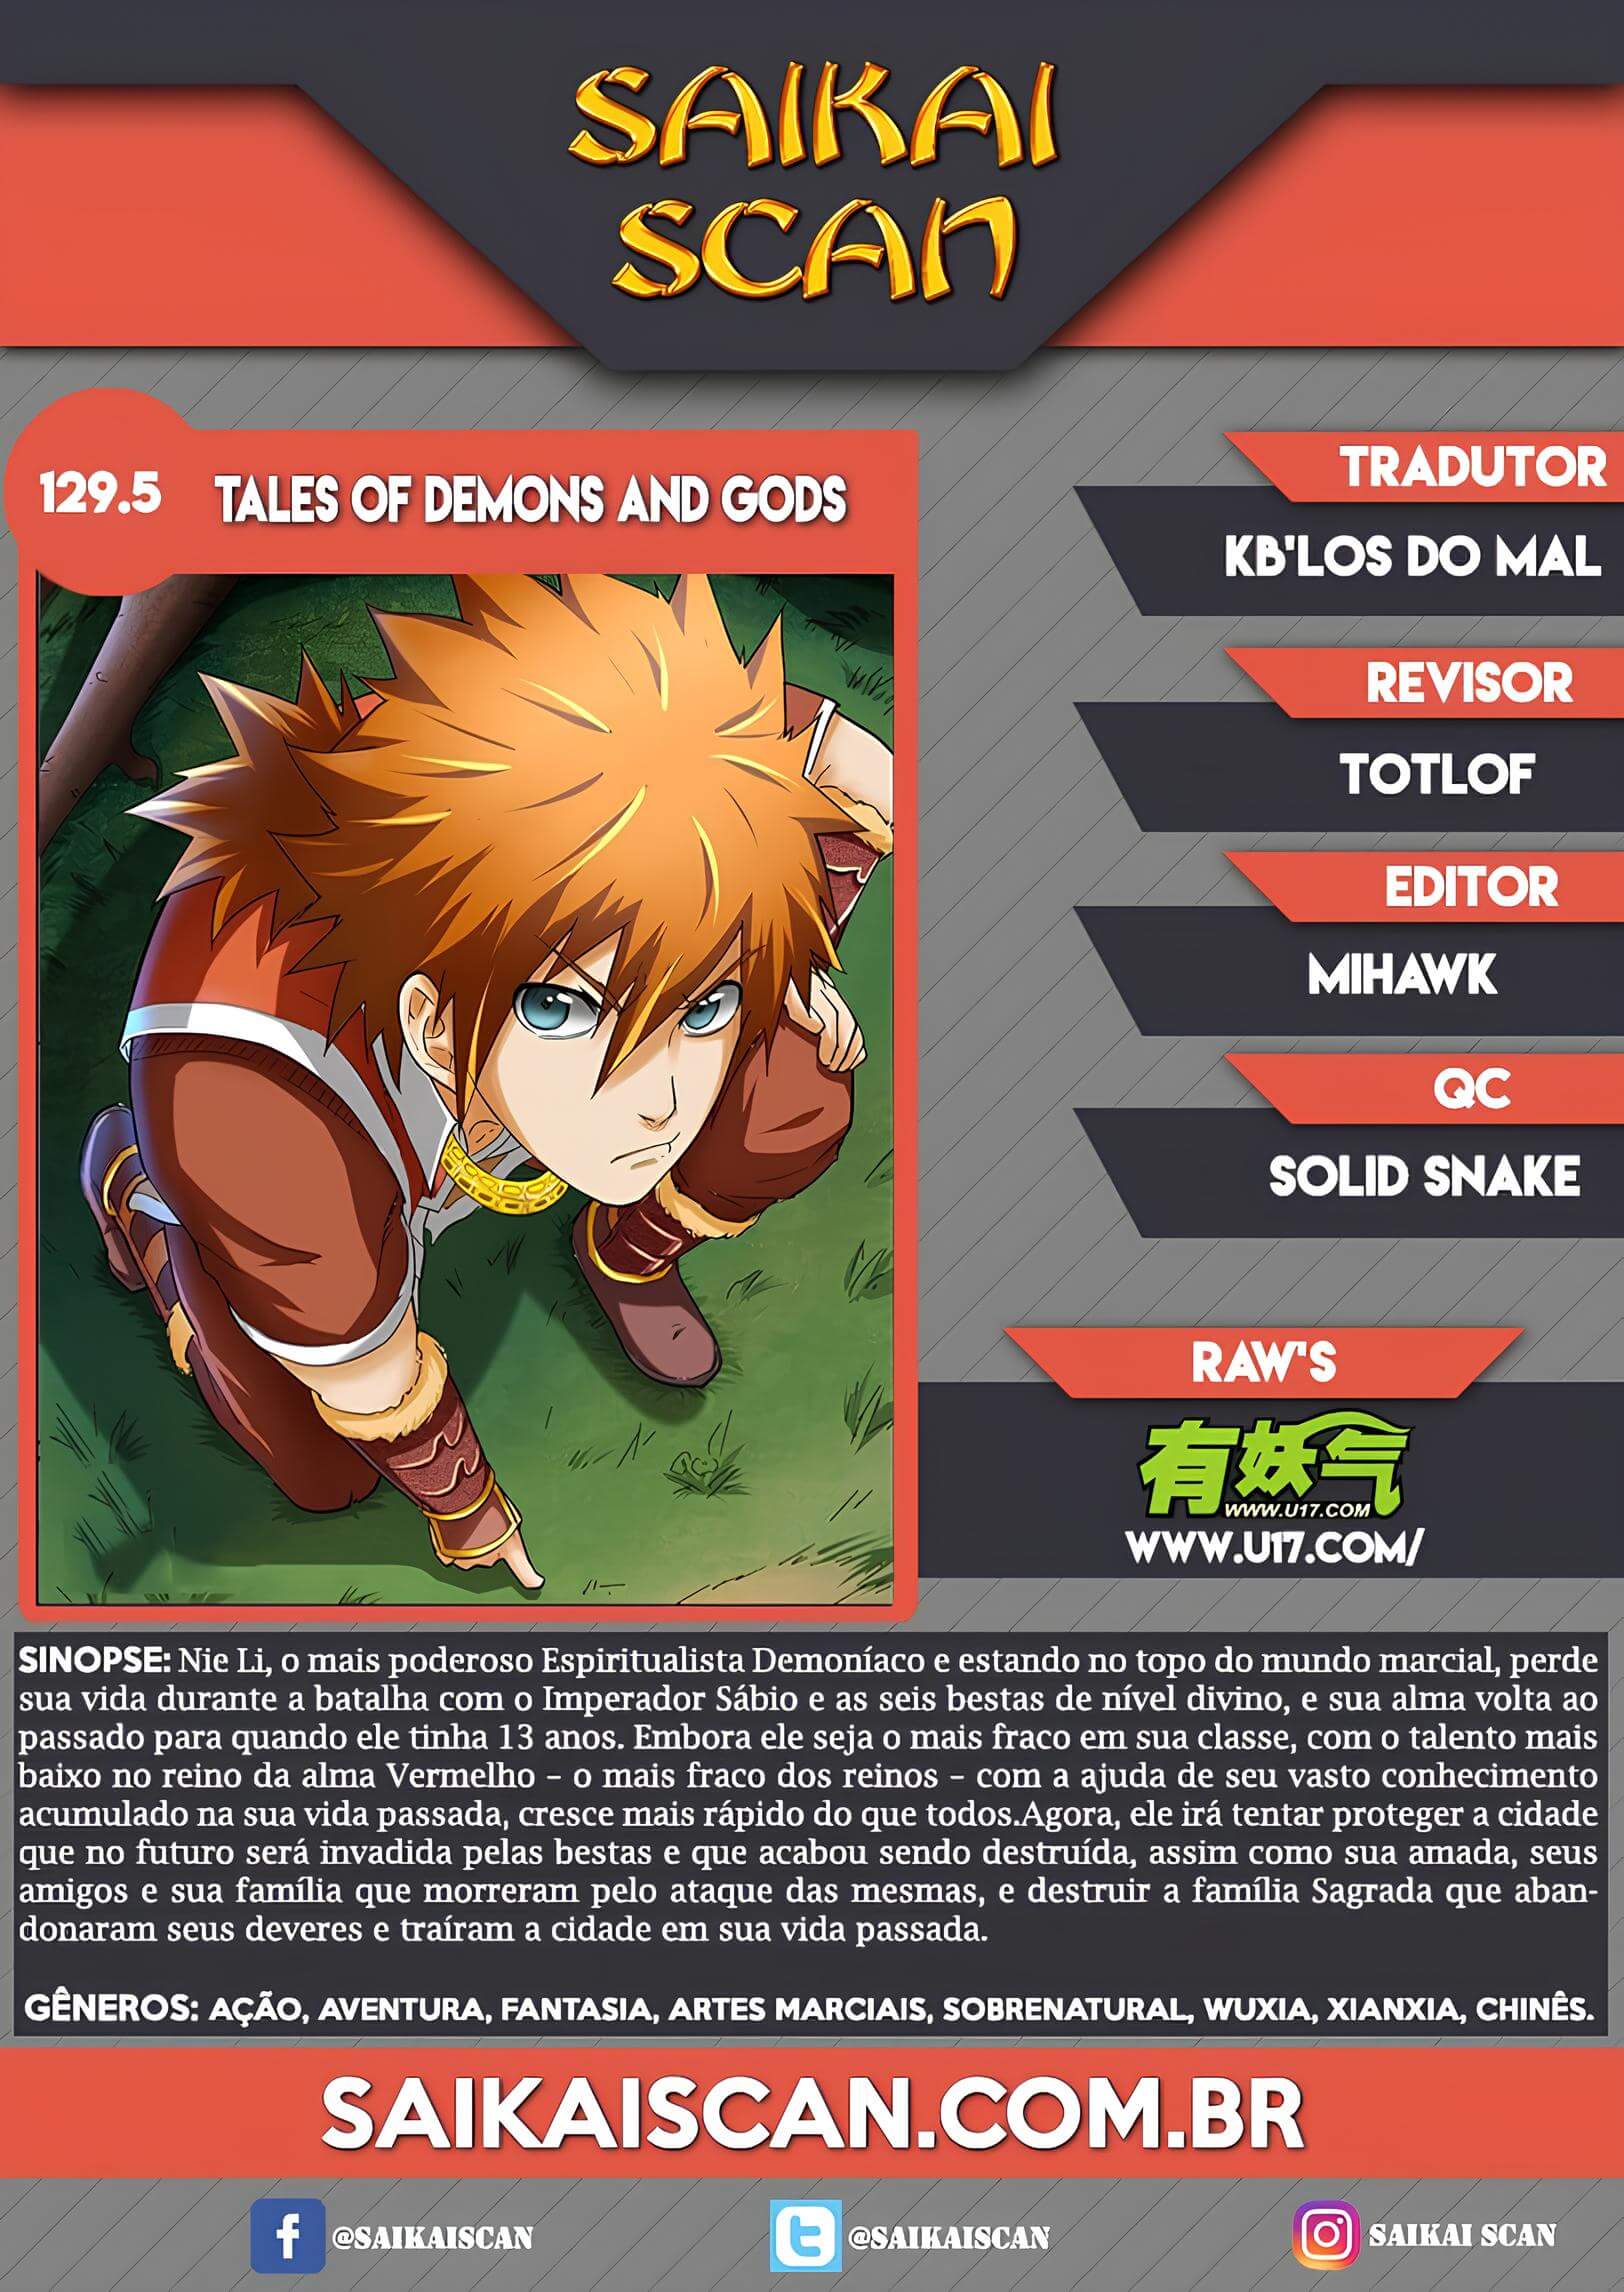 SAIKAI
SCAN
129.5
TALES OF DEMONS AND GODS
TRADUTOR
KB'LOS DO MAL
REVISOR
TOTLOF
EDITOR
MIHAWK
QC
SOLID SNAKE
RAW'S
有妖气
WWW.U17.COM
WWW.U17.COM/
SINOPSE: Nie Li, o mais poderoso Espiritualista Demoníaco e estando no topo do mundo marcial, perde
sua vida durante a batalha com o Imperador Sábio e as seis bestas de nível divino, e sua alma volta ao
passado para quando ele tinha 13 anos. Embora ele seja o mais fraco em sua classe, com o talento mais
baixo no reino da alma Vermelho – o mais fraco dos reinos – com a ajuda de seu vasto conhecimento
acumulado na sua vida passada, cresce mais rápido do que todos.Agora, ele irá tentar proteger a cidade
que no futuro será invadida pelas bestas e que acabou sendo destruída, assim como sua amada, seus
amigos e sua família que morreram pelo ataque das mesmas, e destruir a família Sagrada que aban-
donaram seus deveres e traíram a cidade em sua vida passada.
GÊNEROS: AÇÃO, AVENTURA, FANTASIA, ARTES MARCIAIS, SOBRENATURAL, WUXIA, XIANXIA, CHINÊS.
SAIKAISCAN.COM.BR
@SAIKAISCAN
@SAIKAISCAN
SAIKAI SCAN